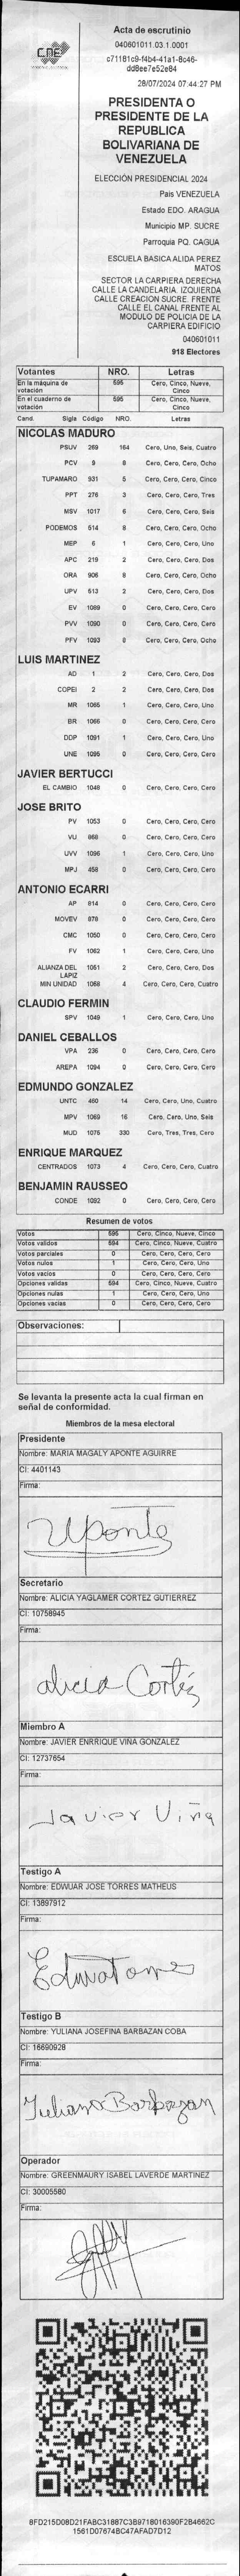 CNE
Acta de escrutinio
040601011.03.1.0001
c71181c9-f4b4-41a1-8c46-
dd8ee7e52e84
28/07/2024 07:44:27 PM
PRESIDENTA O
PRESIDENTE DE LA
REPUBLICA
BOLIVARIANA DE
VENEZUELA
ELECCIÓN PRESIDENCIAL 2024
Pais VENEZUELA
Estado EDO. ARAGUA
Municipio MP. SUCRE
Parroquia PQ. CAGUA
ESCUELA BASICA ALIDA PEREZ
MATOS
SECTOR LA CARPIERA DERECHA
CALLE LA CANDELARIA. IZQUIERDA
CALLE CREACION SUCRE. FRENTE
CALLE EL CANAL FRENTE AL
MODULO DE POLICIA DE LA
CARPIERA EDIFICIO
040601011
918 Electores
Votantes NRO. Letras
En la máquina de votación 595 Cero, Cinco, Nueve, Cinco
En el cuaderno de votación 595 Cero, Cinco, Nueve, Cinco
Cand. Sigla Código NRO. Letras
NICOLAS MADURO
PSUV 269 164 Cero, Uno, Seis, Cuatro
PCV 9 8 Cero, Cero, Cero, Ocho
TUPAMARO 931 5 Cero, Cero, Cero, Cinco
PPT 276 3 Cero, Cero, Cero, Tres
MSV 1017 6 Cero, Cero, Cero, Seis
PODEMOS 514 8 Cero, Cero, Cero, Ocho
MEP 6 1 Cero, Cero, Cero, Uno
APC 219 2 Cero, Cero, Cero, Dos
ORA 906 8 Cero, Cero, Cero, Ocho
UPV 513 2 Cero, Cero, Cero, Dos
EV 1089 0 Cero, Cero, Cero, Cero
PVV 1090 0 Cero, Cero, Cero, Cero
PFV 1093 8 Cero, Cero, Cero, Ocho
LUIS MARTINEZ
AD 1 2 Cero, Cero, Cero, Dos
COPEI 2 2 Cero, Cero, Cero, Dos
MR 1065 1 Cero, Cero, Cero, Uno
BR 1066 0 Cero, Cero, Cero, Cero
DDP 1091 1 Cero, Cero, Cero, Uno
UNE 1095 0 Cero, Cero, Cero, Cero
JAVIER BERTUCCI
EL CAMBIO 1048 0 Cero, Cero, Cero, Cero
JOSE BRITO
PV 1053 0 Cero, Cero, Cero, Cero
VU 868 0 Cero, Cero, Cero, Cero
UVV 1096 1 Cero, Cero, Cero, Uno
MPJ 458 0 Cero, Cero, Cero, Cero
ANTONIO ECARRI
AP 814 0 Cero, Cero, Cero, Cero
MOVEV 878 0 Cero, Cero, Cero, Cero
CMC 1050 0 Cero, Cero, Cero, Cero
FV 1062 1 Cero, Cero, Cero, Uno
ALIANZA DEL LAPIZ 1051 2 Cero, Cero, Cero, Dos
MIN UNIDAD 1068 4 Cero, Cero, Cero, Cuatro
CLAUDIO FERMIN
SPV 1049 1 Cero, Cero, Cero, Uno
DANIEL CEBALLOS
VPA 236 0 Cero, Cero, Cero, Cero
AREPA 1094 0 Cero, Cero, Cero, Cero
EDMUNDO GONZALEZ
UNTC 460 14 Cero, Cero, Uno, Cuatro
MPV 1069 16 Cero, Cero, Uno, Seis
MUD 1075 330 Cero, Tres, Tres, Cero
ENRIQUE MARQUEZ
CENTRADOS 1073 4 Cero, Cero, Cero, Cuatro
BENJAMIN RAUSSEO
CONDE 1092 0 Cero, Cero, Cero, Cero
Resumen de votos
Votos 595 Cero, Cinco, Nueve, Cinco
Votos validos 594 Cero, Cinco, Nueve, Cuatro
Votos parciales 0 Cero, Cero, Cero, Cero
Votos nulos 1 Cero, Cero, Cero, Uno
Votos vacios 0 Cero, Cero, Cero, Cero
Opciones validas 594 Cero, Cinco, Nueve, Cuatro
Opciones nulas 1 Cero, Cero, Cero, Uno
Opciones vacias 0 Cero, Cero, Cero, Cero
Observaciones:
Se levanta la presente acta la cual firman en
señal de conformidad.
Miembros de la mesa electoral
Presidente
Nombre: MARIA MAGALY APONTE AGUIRRE
CI: 4401143
Firma:
Aponte
Secretario
Nombre: ALICIA YAGLAMER CORTEZ GUTIERREZ
CI: 10758945
Firma:
Alicia Cortés
Miembro A
Nombre: JAVIER ENRRIQUE VIÑA GONZALEZ
CI: 12737654
Firma:
Javier Viña
Testigo A
Nombre: EDWUAR JOSE TORRES MATHEUS
CI: 13897912
Firma:
Testigo B
Nombre: YULIANA JOSEFINA BARBAZAN COBA
CI: 16690928
Firma:
Yuliana Barbazan
Operador
Nombre: GREENMAURY ISABEL LAVERDE MARTINEZ
CI: 30005580
Firma:
8FD215D08D21FABC31887C3B9718016390F2B4662C
1561D07674BC47AFAD7D12